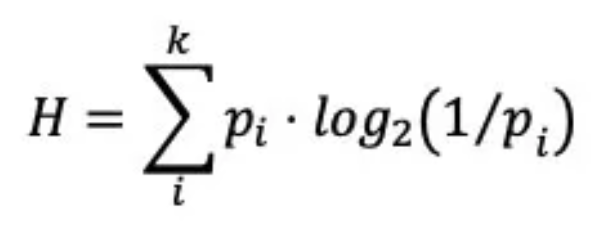 H = ∑_{i}^{k} p_i · log_2(1/p_i)